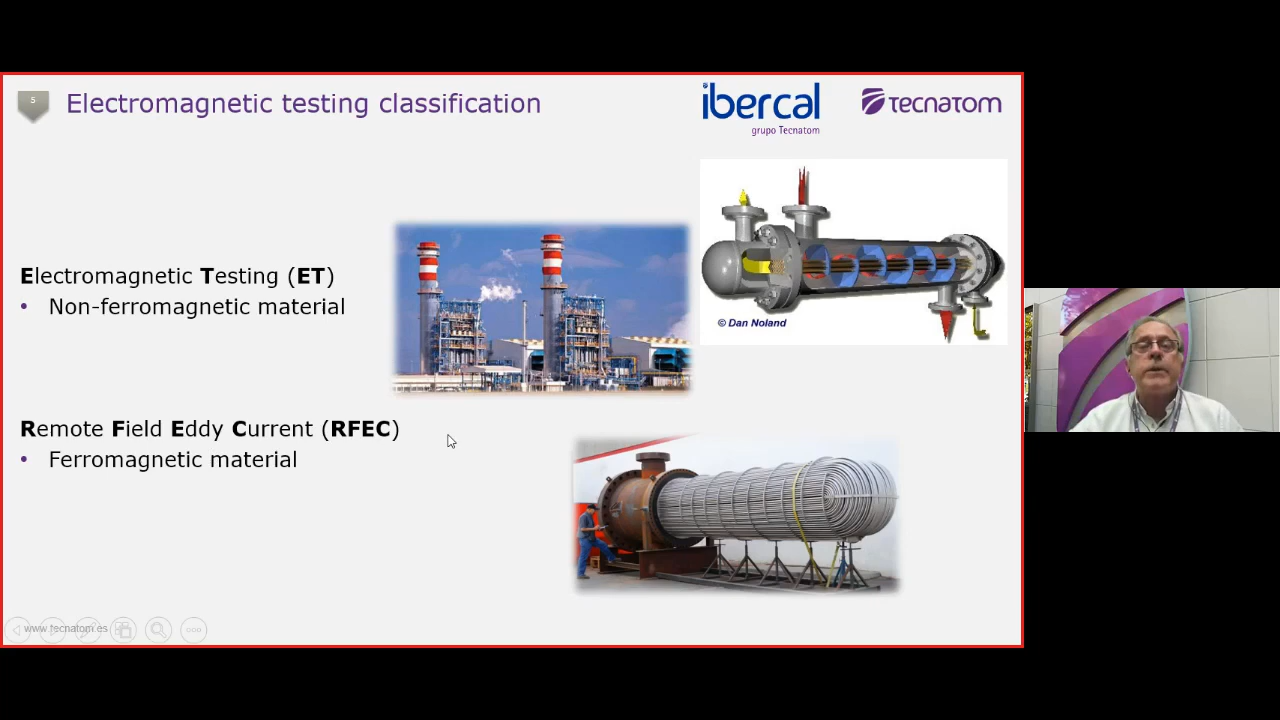 5
Electromagnetic testing classification
ibercal
grupo Tecnatom
tecnatom
© Dan Noland
Electromagnetic Testing (ET)
• Non-ferromagnetic material
Remote Field Eddy Current (RFEC)
• Ferromagnetic material
www.tecnatom.es